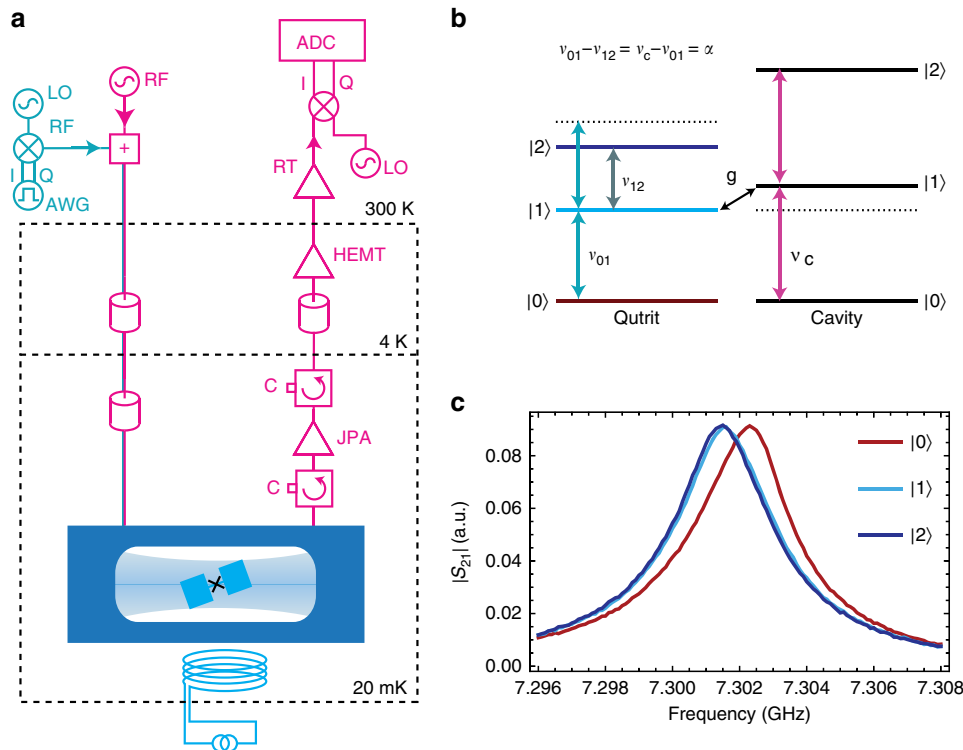 a
ADC
I
Q
LO
RF
LO
RF
+
RT
LO
I
Q
AWG
300 K
HEMT
4 K
C
JPA
C
20 mK
b
ν01−ν12 = νc−ν01 = α
|2⟩
|2⟩
ν12
g
|1⟩
|1⟩
ν01
ν c
|0⟩
|0⟩
Qutrit
Cavity
c
|S21| (a.u.)
0.08
0.06
0.04
0.02
0.00
|0⟩
|1⟩
|2⟩
7.296
7.298
7.300
7.302
7.304
7.306
7.308
Frequency (GHz)